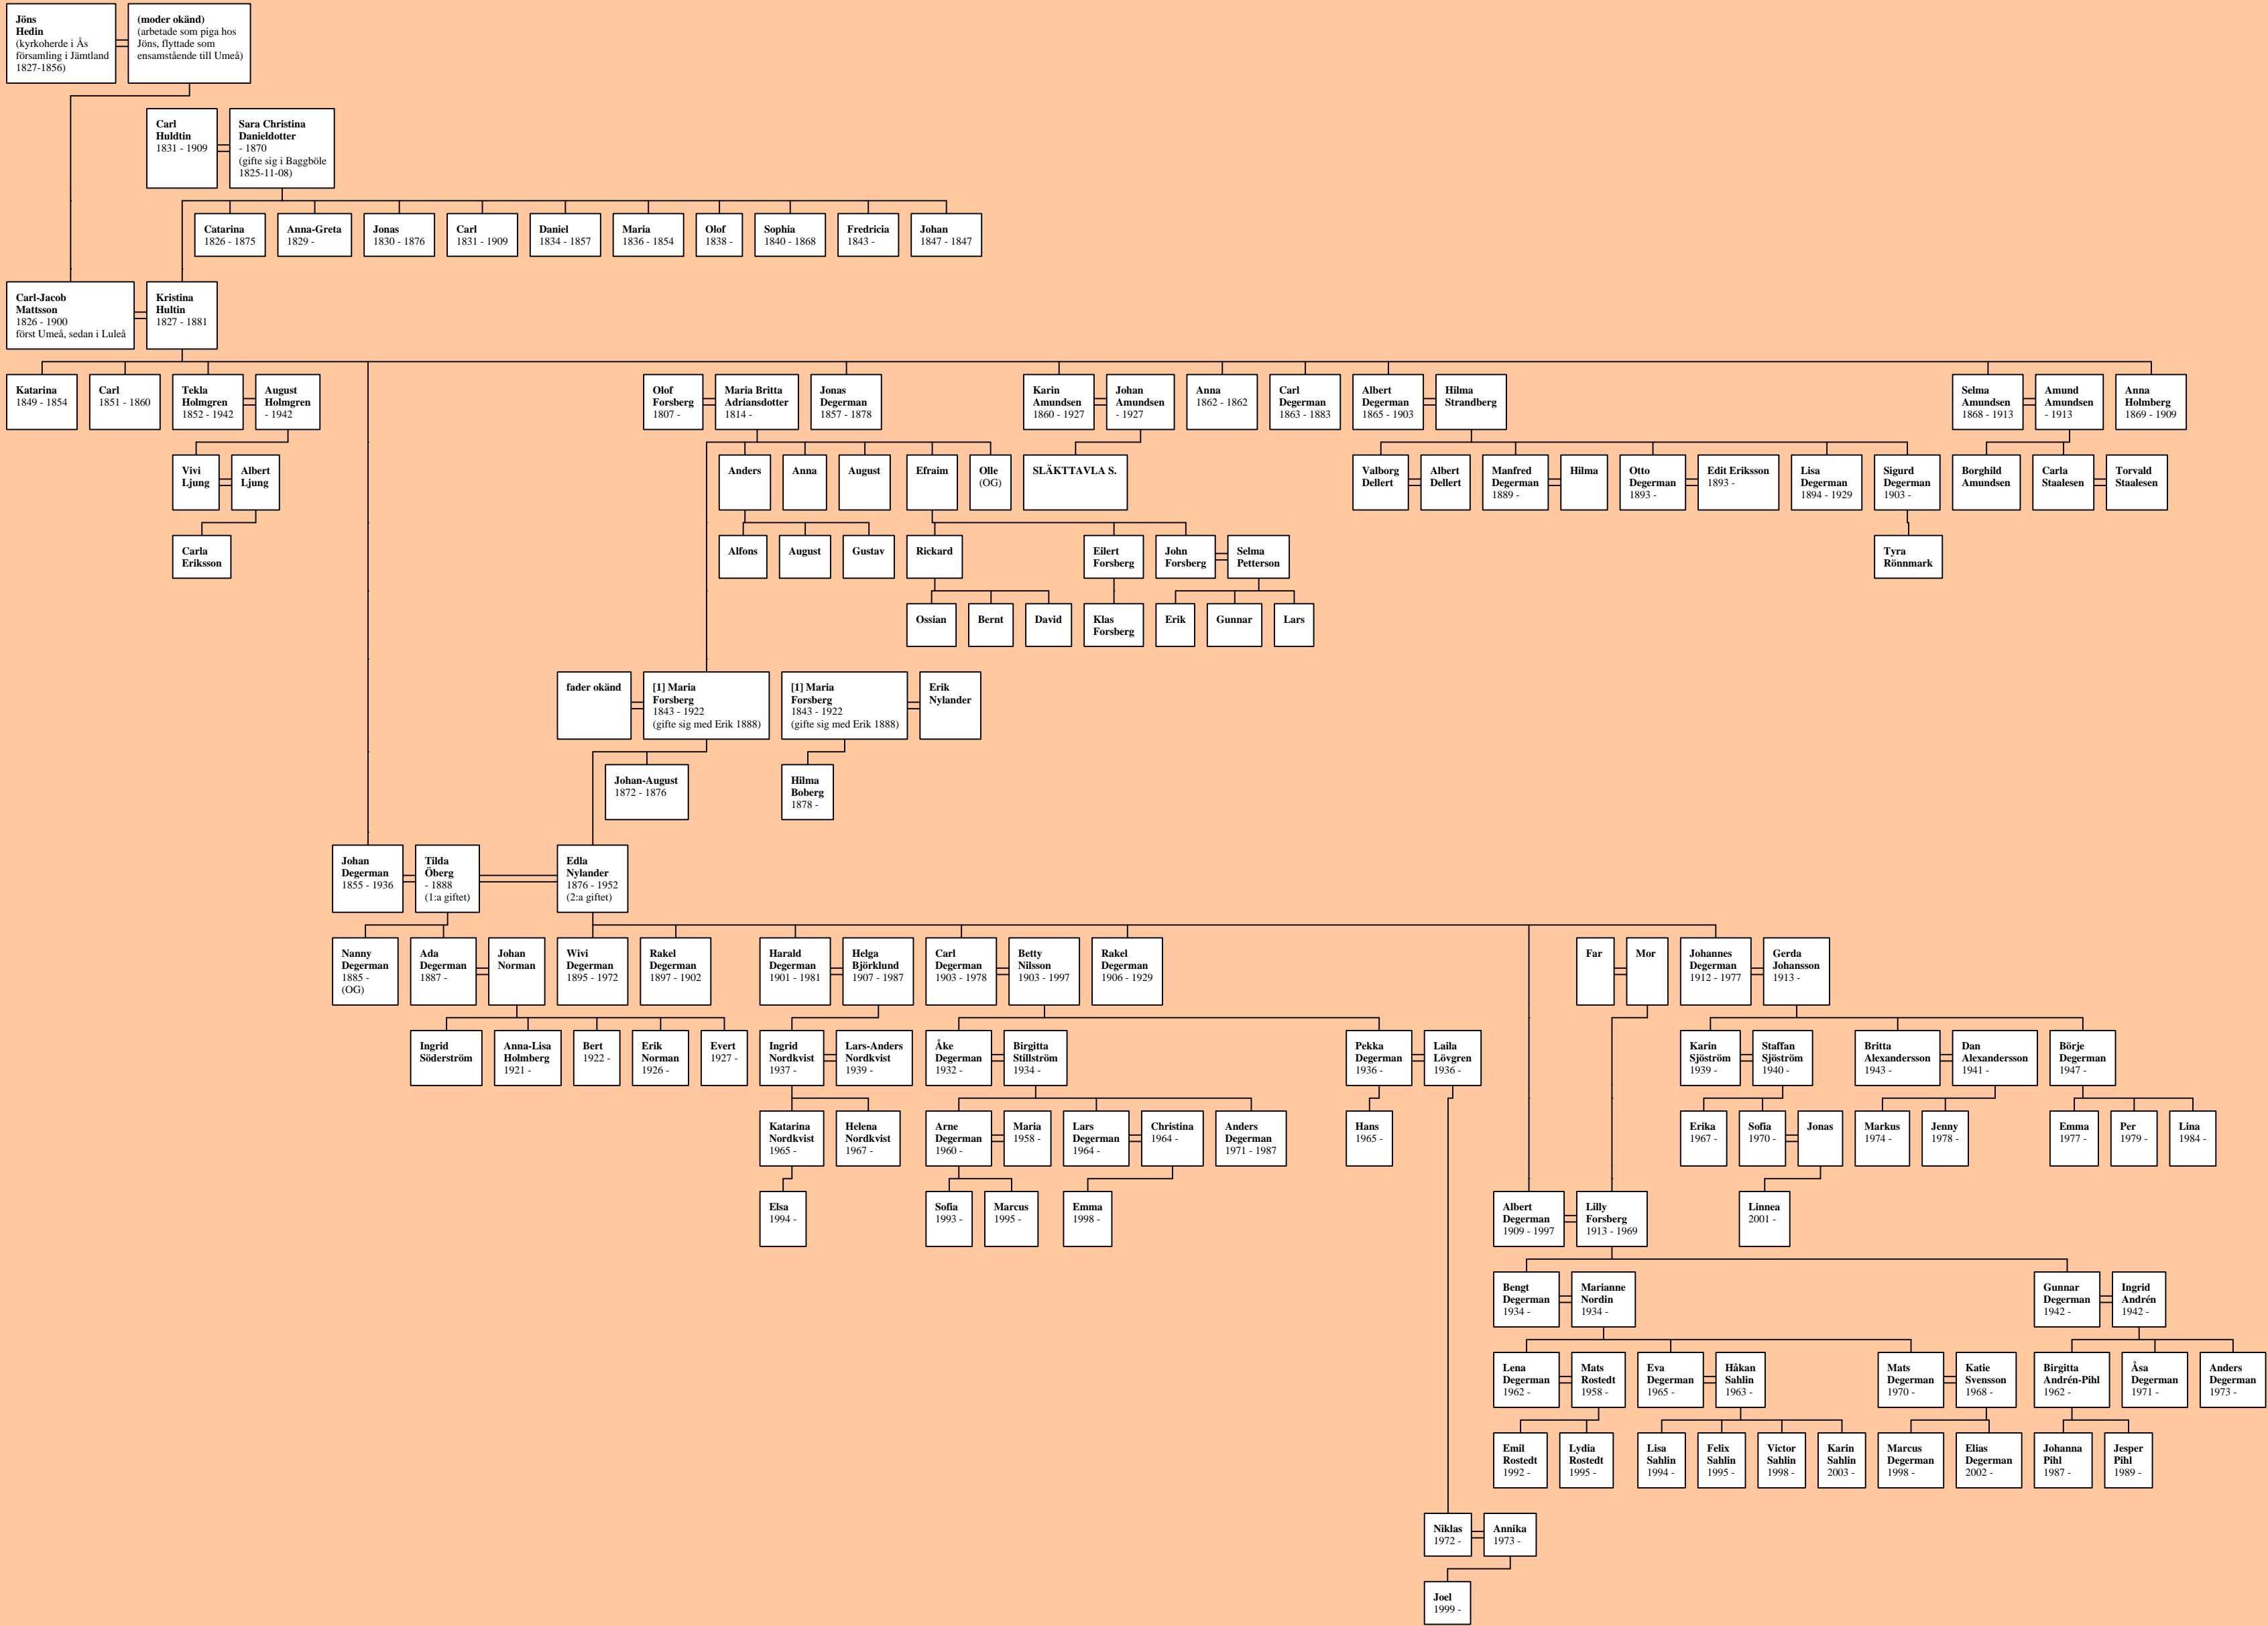 Jöns
Hedin
(kyrkoherde i Ås
församling i Jämtland
1827-1856)
(moder okänd)
(arbetade som piga hos
Jöns, flyttade som
ensamstående till Umeå)
Carl
Huldtin
1831 - 1909
Sara Christina
Danieldotter
- 1870
(gifte sig i Baggböle
1825-11-08)
Catarina
1826 - 1875
Anna-Greta
1829 -
Jonas
1830 - 1876
Carl
1831 - 1909
Daniel
1834 - 1857
Maria
1836 - 1854
Olof
1838 -
Sophia
1840 - 1868
Fredricia
1843 -
Johan
1847 - 1847
Carl-Jacob
Mattsson
1826 - 1900
först Umeå, sedan i Luleå
Kristina
Hultin
1827 - 1881
Katarina
1849 - 1854
Carl
1851 - 1860
Tekla
Holmgren
1852 - 1942
August
Holmgren
- 1942
Olof
Forsberg
1807 -
Maria Britta
Adriansdotter
1814 -
Jonas
Degerman
1857 - 1878
Karin
Amundsen
1860 - 1927
Johan
Amundsen
- 1927
Anna
1862 - 1862
Carl
Degerman
1863 - 1883
Albert
Degerman
1865 - 1903
Hilma
Strandberg
Selma
Amundsen
1868 - 1913
Amund
Amundsen
- 1913
Anna
Holmberg
1869 - 1909
Vivi
Ljung
Albert
Ljung
Anders
Anna
August
Efraim
Olle
(OG)
SLÄKTTAVLA S.
Valborg
Dellert
Albert
Dellert
Manfred
Degerman
1889 -
Hilma
Otto
Degerman
1893 -
Edit Eriksson
1893 -
Lisa
Degerman
1894 - 1929
Sigurd
Degerman
1903 -
Borghild
Amundsen
Carla
Staalesen
Torvald
Staalesen
Carla
Eriksson
Alfons
August
Gustav
Rickard
Eilert
Forsberg
John
Forsberg
Selma
Petterson
Tyra
Rönnmark
Ossian
Bernt
David
Klas
Forsberg
Erik
Gunnar
Lars
fader okänd
[1] Maria
Forsberg
1843 - 1922
(gifte sig med Erik 1888)
[1] Maria
Forsberg
1843 - 1922
(gifte sig med Erik 1888)
Erik
Nylander
Johan-August
1872 - 1876
Hilma
Boberg
1878 -
Johan
Degerman
1855 - 1936
Tilda
Öberg
- 1888
(1:a giftet)
Edla
Nylander
1876 - 1952
(2:a giftet)
Nanny
Degerman
1885 -
(OG)
Ada
Degerman
1887 -
Johan
Norman
Wivi
Degerman
1895 - 1972
Rakel
Degerman
1897 - 1902
Harald
Degerman
1901 - 1981
Helga
Björklund
1907 - 1987
Carl
Degerman
1903 - 1978
Betty
Nilsson
1903 - 1997
Rakel
Degerman
1906 - 1929
Far
Mor
Johannes
Degerman
1912 - 1977
Gerda
Johansson
1913 -
Ingrid
Söderström
Anna-Lisa
Holmberg
1921 -
Bert
1922 -
Erik
Norman
1926 -
Evert
1927 -
Ingrid
Nordkvist
1937 -
Lars-Anders
Nordkvist
1939 -
Åke
Degerman
1932 -
Birgitta
Stillström
1934 -
Pekka
Degerman
1936 -
Laila
Lövgren
1936 -
Karin
Sjöström
1939 -
Staffan
Sjöström
1940 -
Britta
Alexandersson
1943 -
Dan
Alexandersson
1941 -
Börje
Degerman
1947 -
Katarina
Nordkvist
1965 -
Helena
Nordkvist
1967 -
Arne
Degerman
1960 -
Maria
1958 -
Lars
Degerman
1964 -
Christina
1964 -
Anders
Degerman
1971 - 1987
Hans
1965 -
Erika
1967 -
Sofia
1970 -
Jonas
Markus
1974 -
Jenny
1978 -
Emma
1977 -
Per
1979 -
Lina
1984 -
Elsa
1994 -
Sofia
1993 -
Marcus
1995 -
Emma
1998 -
Albert
Degerman
1909 - 1997
Lilly
Forsberg
1913 - 1969
Linnea
2001 -
Bengt
Degerman
1934 -
Marianne
Nordin
1934 -
Gunnar
Degerman
1942 -
Ingrid
Andrén
1942 -
Lena
Degerman
1962 -
Mats
Rostedt
1958 -
Eva
Degerman
1965 -
Håkan
Sahlin
1963 -
Mats
Degerman
1970 -
Katie
Svensson
1968 -
Birgitta
Andrén-Pihl
1962 -
Åsa
Degerman
1971 -
Anders
Degerman
1973 -
Emil
Rostedt
1992 -
Lydia
Rostedt
1995 -
Lisa
Sahlin
1994 -
Felix
Sahlin
1995 -
Victor
Sahlin
1998 -
Karin
Sahlin
2003 -
Marcus
Degerman
1998 -
Elias
Degerman
2002 -
Johanna
Pihl
1987 -
Jesper
Pihl
1989 -
Niklas
1972 -
Annika
1973 -
Joel
1999 -